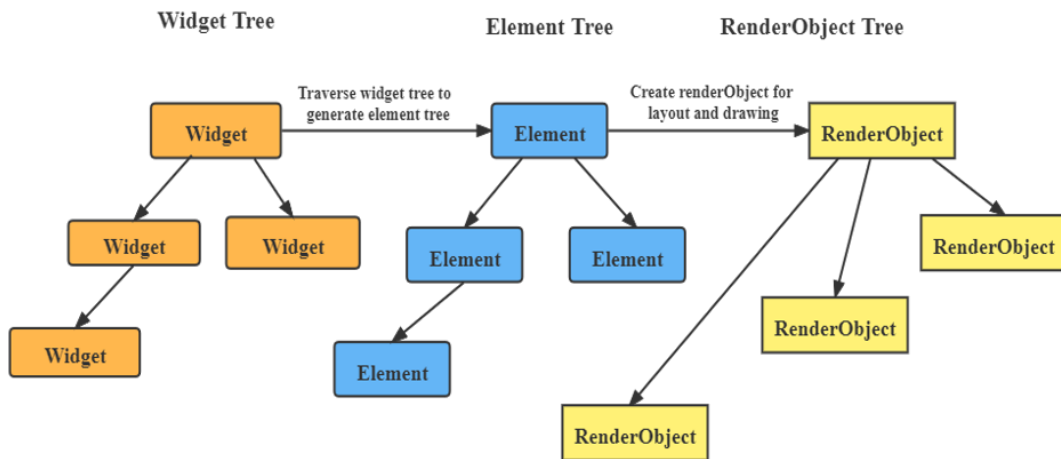 Widget Tree
Element Tree
RenderObject Tree
Traverse widget tree to
generate element tree
Create renderObject for
layout and drawing
Widget
Element
RenderObject
Widget
Widget
Element
Element
RenderObject
RenderObject
Widget
Element
RenderObject